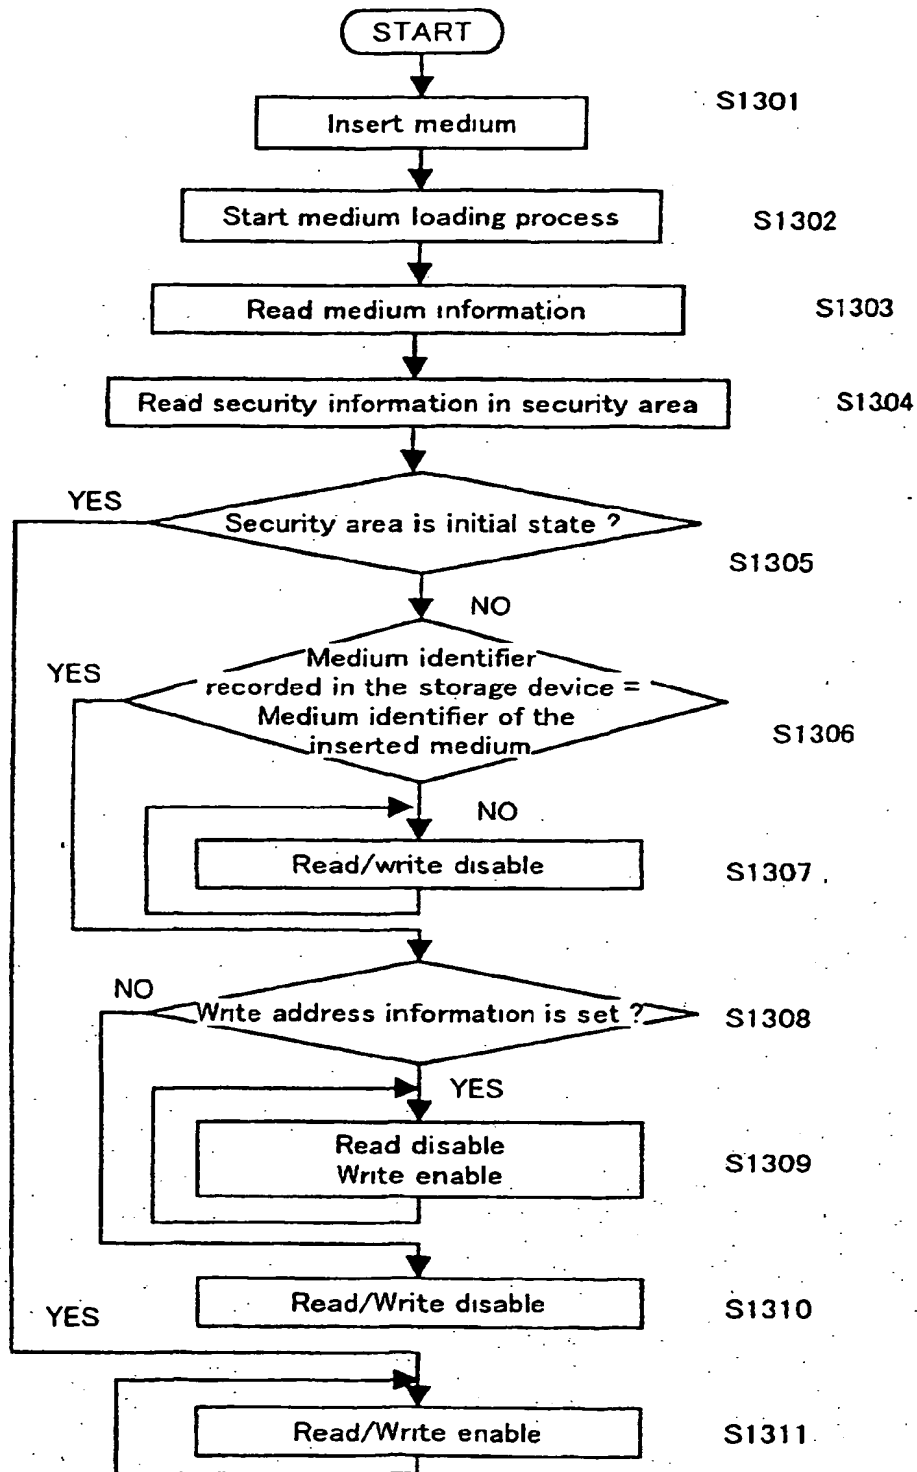 START
Insert medium
S1301
Start medium loading process
S1302
Read medium information
S1303
Read security information in security area
S1304
YES
Security area is initial state ?
S1305
NO
YES
Medium identifier
recorded in the storage device =
Medium identifier of the
inserted medium
S1306
NO
Read/write disable
S1307
NO
Write address information is set ?
S1308
YES
Read disable
Write enable
S1309
Read/Write disable
S1310
YES
Read/Write enable
S1311